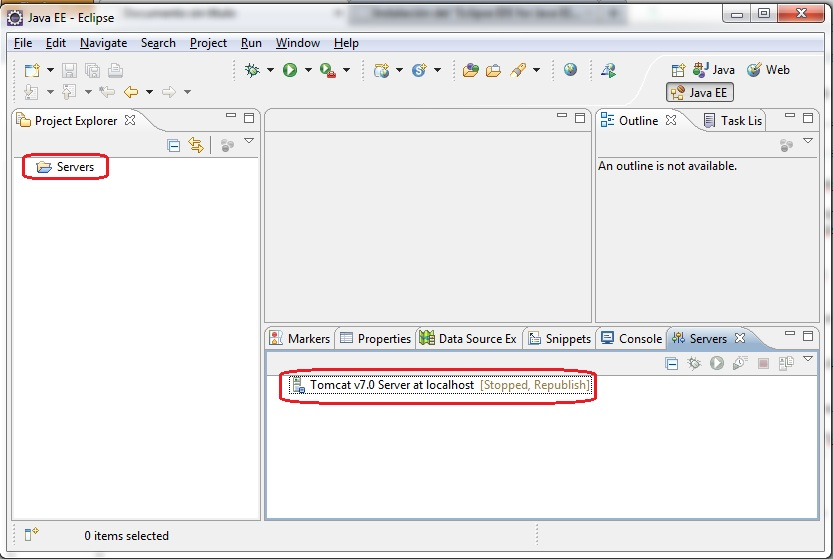 Java EE - Eclipse
File Edit Navigate Search Project Run Window Help
Java Web
Java EE
Project Explorer
Servers
Outline Task Lis
An outline is not available.
Markers Properties Data Source Ex Snippets Console Servers
Tomcat v7.0 Server at localhost [Stopped, Republish]
0 items selected